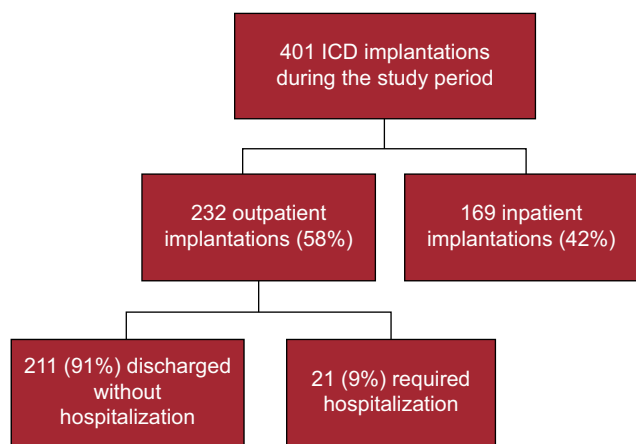 401 ICD implantations
during the study period
232 outpatient
implantations (58%)
169 inpatient
implantations (42%)
211 (91%) discharged
without
hospitalization
21 (9%) required
hospitalization